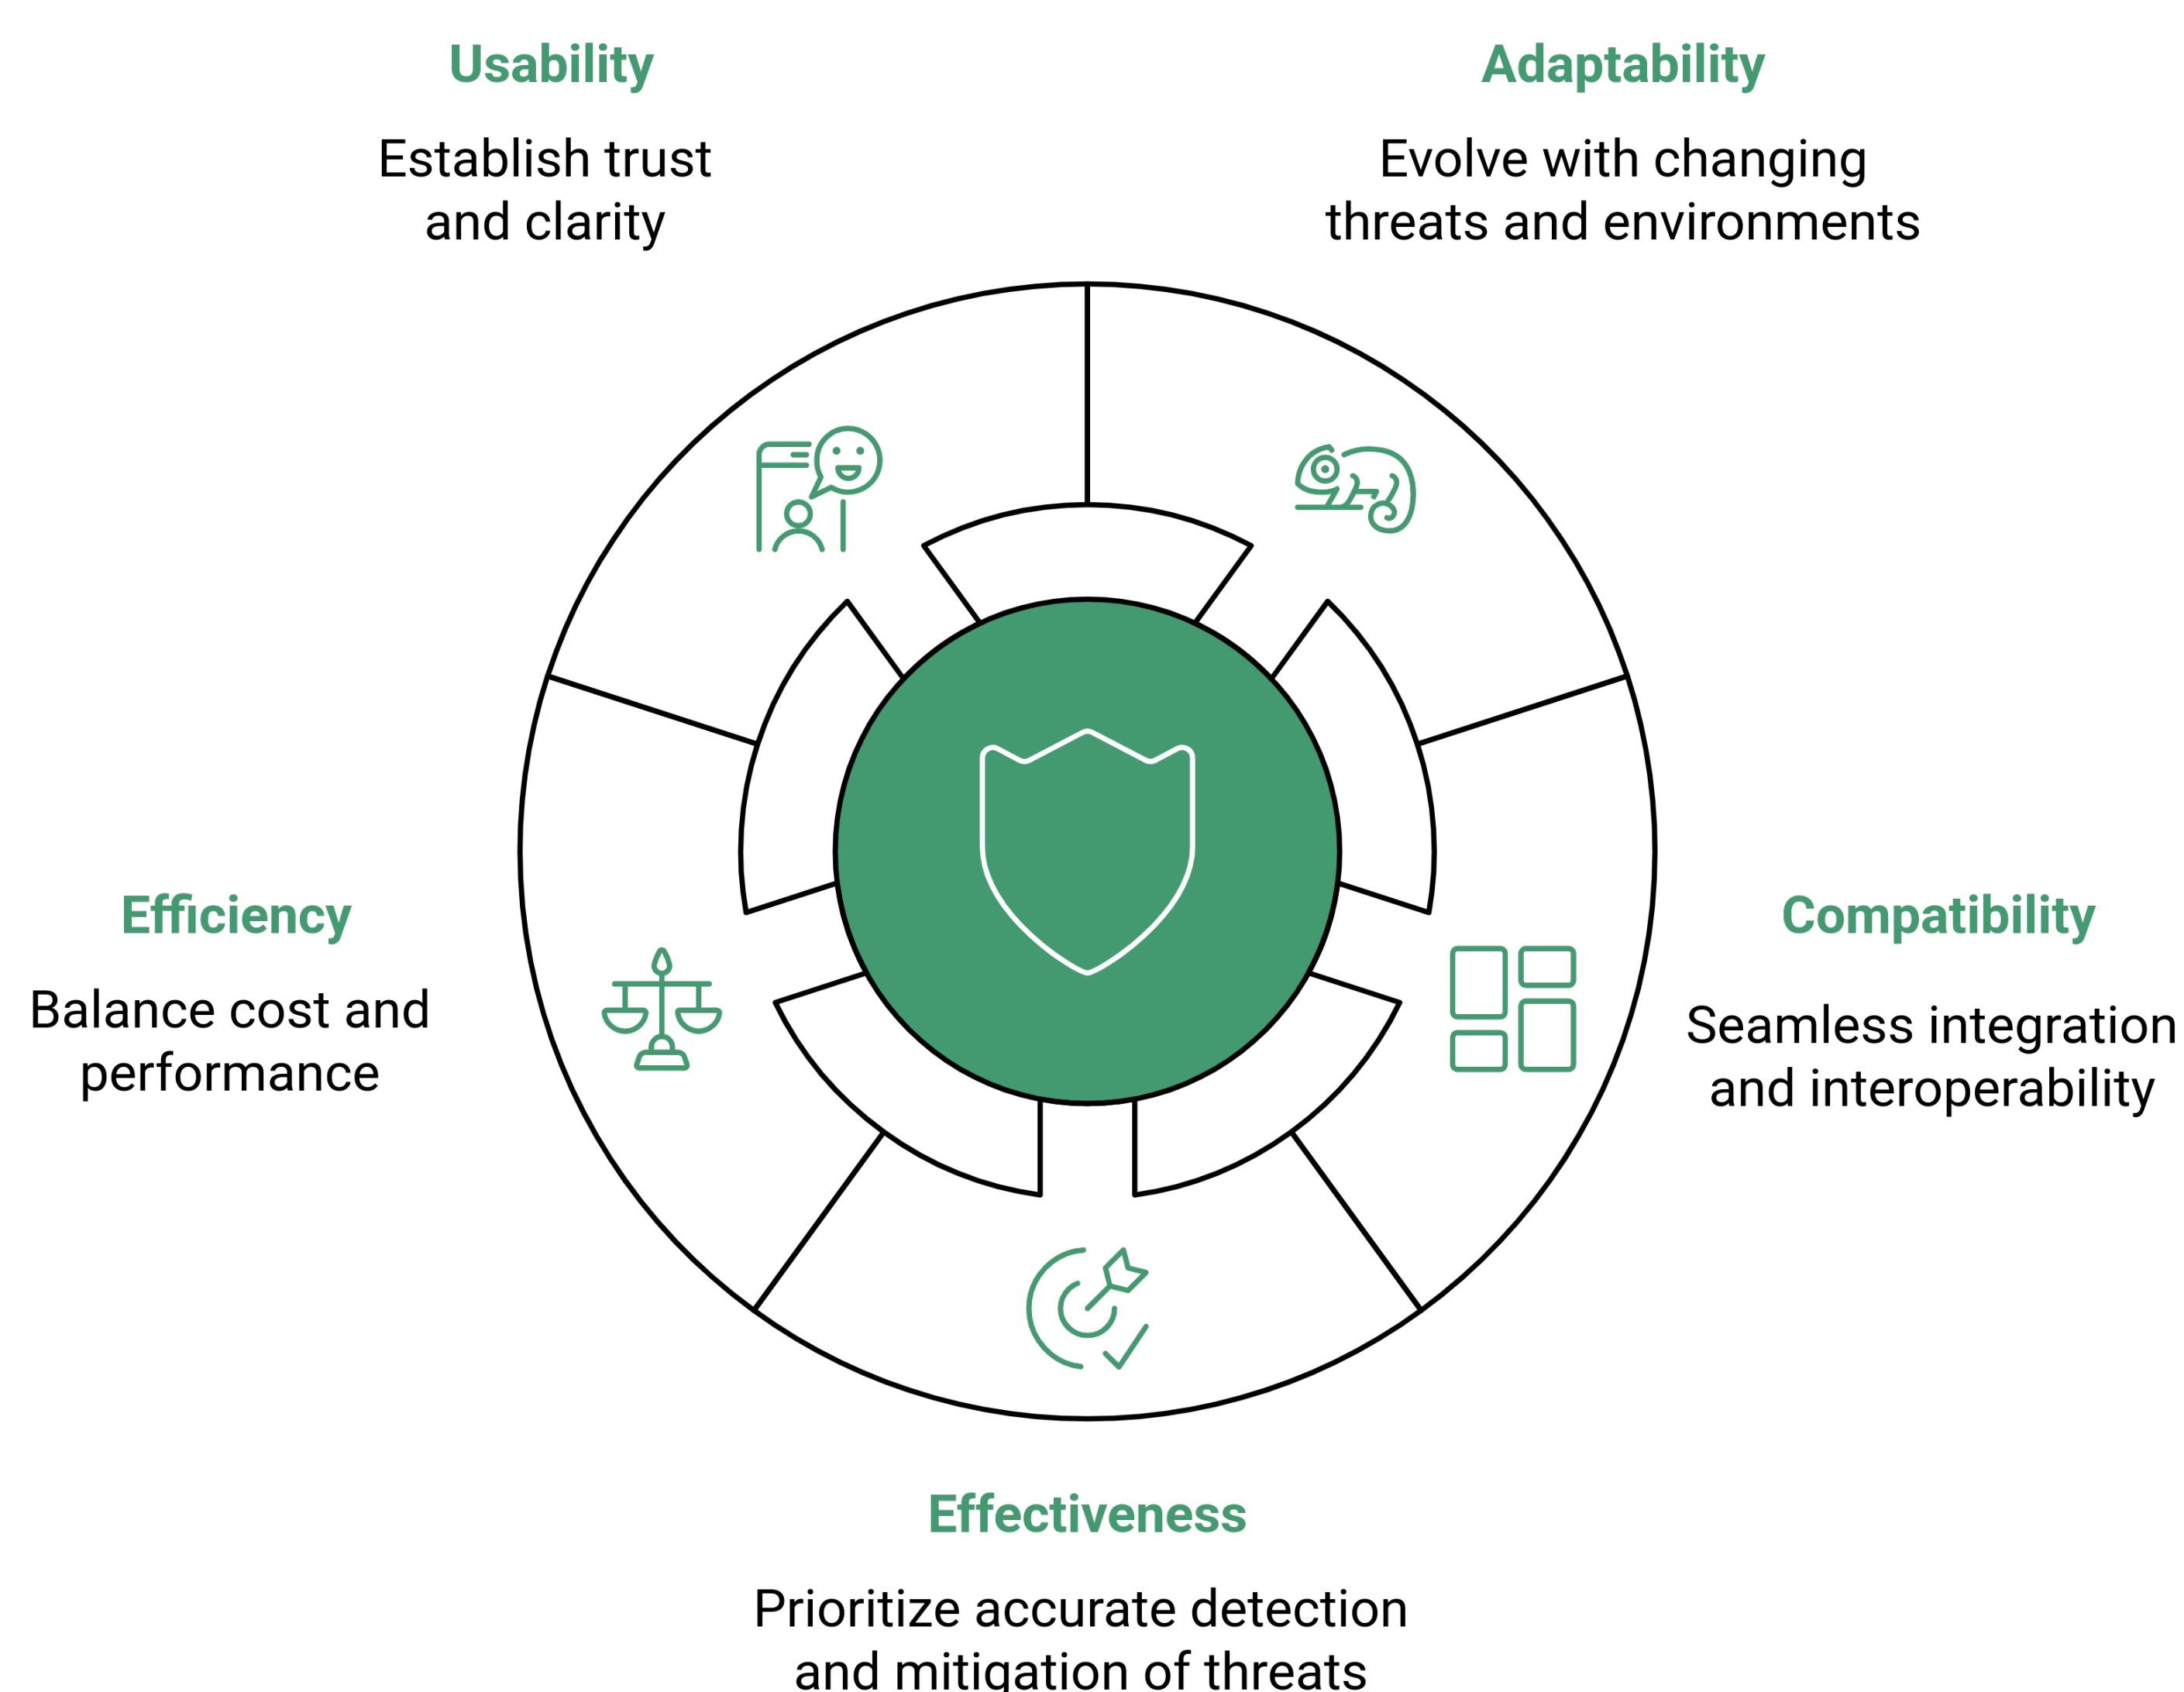 Usability
Establish trust
and clarity
Adaptability
Evolve with changing
threats and environments
Efficiency
Balance cost and
performance
Compatibility
Seamless integration
and interoperability
Effectiveness
Prioritize accurate detection
and mitigation of threats